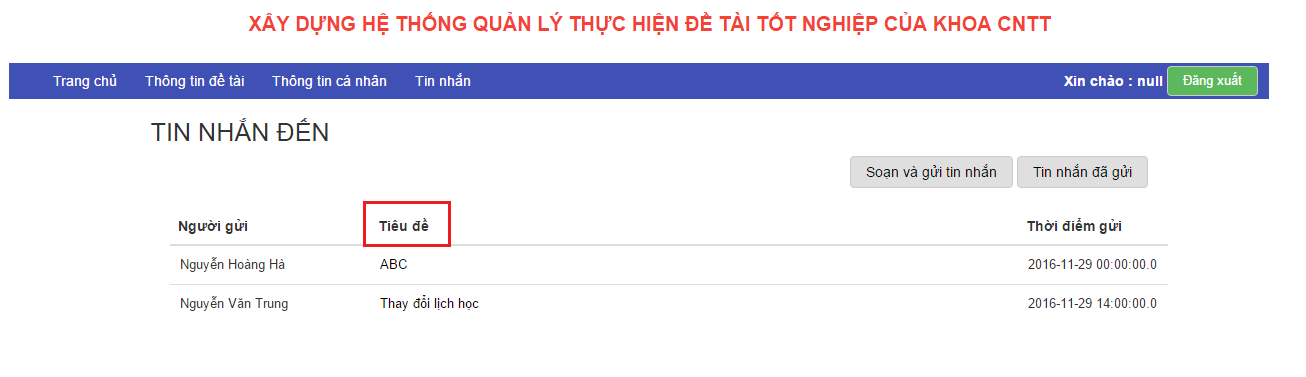 XÂY DỰNG HỆ THỐNG QUẢN LÝ THỰC HIỆN ĐỀ TÀI TỐT NGHIỆP CỦA KHOA CNTT
Trang chủ Thông tin đề tài Thông tin cá nhân Tin nhắn Xin chào : null Đăng xuất
TIN NHẮN ĐẾN
Soạn và gửi tin nhắn Tin nhắn đã gửi
Người gửi Tiêu đề Thời điểm gửi
Nguyễn Hoàng Hà ABC 2016-11-29 00:00:00.0
Nguyễn Văn Trung Thay đổi lịch học 2016-11-29 14:00:00.0